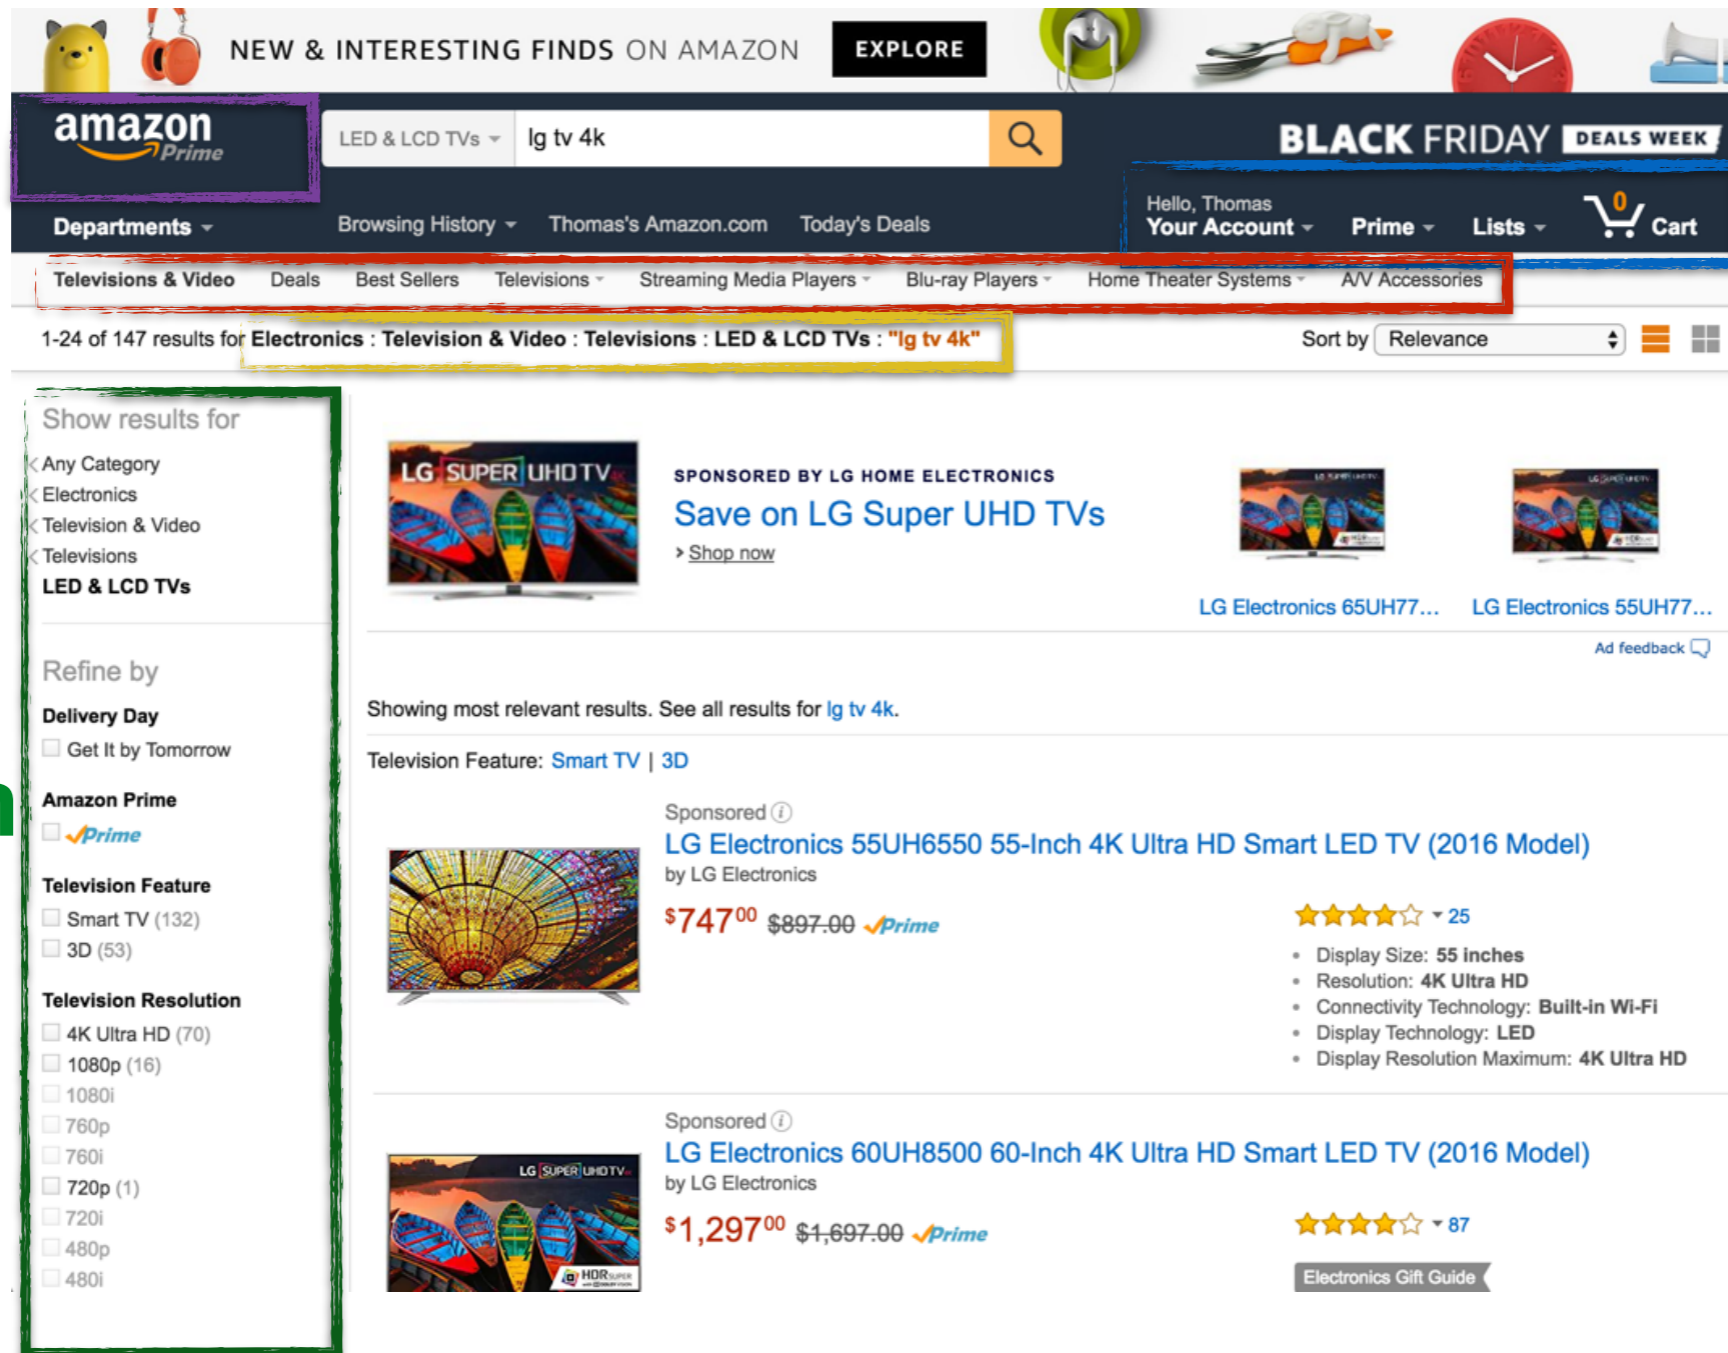 NEW & INTERESTING FINDS ON AMAZON EXPLORE
amazon Prime
LED & LCD TVs lg tv 4k
BLACK FRIDAY DEALS WEEK
Departments Browsing History Thomas's Amazon.com Today's Deals
Hello, Thomas
Your Account Prime Lists 0 Cart
Televisions & Video Deals Best Sellers Televisions Streaming Media Players Blu-ray Players Home Theater Systems A/V Accessories
1-24 of 147 results for Electronics : Television & Video : Televisions : LED & LCD TVs : "lg tv 4k"
Sort by Relevance
Show results for
Any Category
Electronics
Television & Video
Televisions
LED & LCD TVs
Refine by
Delivery Day
Get It by Tomorrow
Amazon Prime
Prime
Television Feature
Smart TV (132)
3D (53)
Television Resolution
4K Ultra HD (70)
1080p (16)
1080i
760p
760i
720p (1)
720i
480p
480i
LG SUPER UHD TV
SPONSORED BY LG HOME ELECTRONICS
Save on LG Super UHD TVs
› Shop now
LG Electronics 65UH77...
LG Electronics 55UH77...
Ad feedback
Showing most relevant results. See all results for lg tv 4k.
Television Feature: Smart TV | 3D
Sponsored
LG Electronics 55UH6550 55-Inch 4K Ultra HD Smart LED TV (2016 Model)
by LG Electronics
$74700 $897.00 Prime
25
• Display Size: 55 inches
• Resolution: 4K Ultra HD
• Connectivity Technology: Built-in Wi-Fi
• Display Technology: LED
• Display Resolution Maximum: 4K Ultra HD
Sponsored
LG Electronics 60UH8500 60-Inch 4K Ultra HD Smart LED TV (2016 Model)
by LG Electronics
$1,29700 $1,697.00 Prime
87
Electronics Gift Guide
LG SUPER UHD TV
HDR SUPER